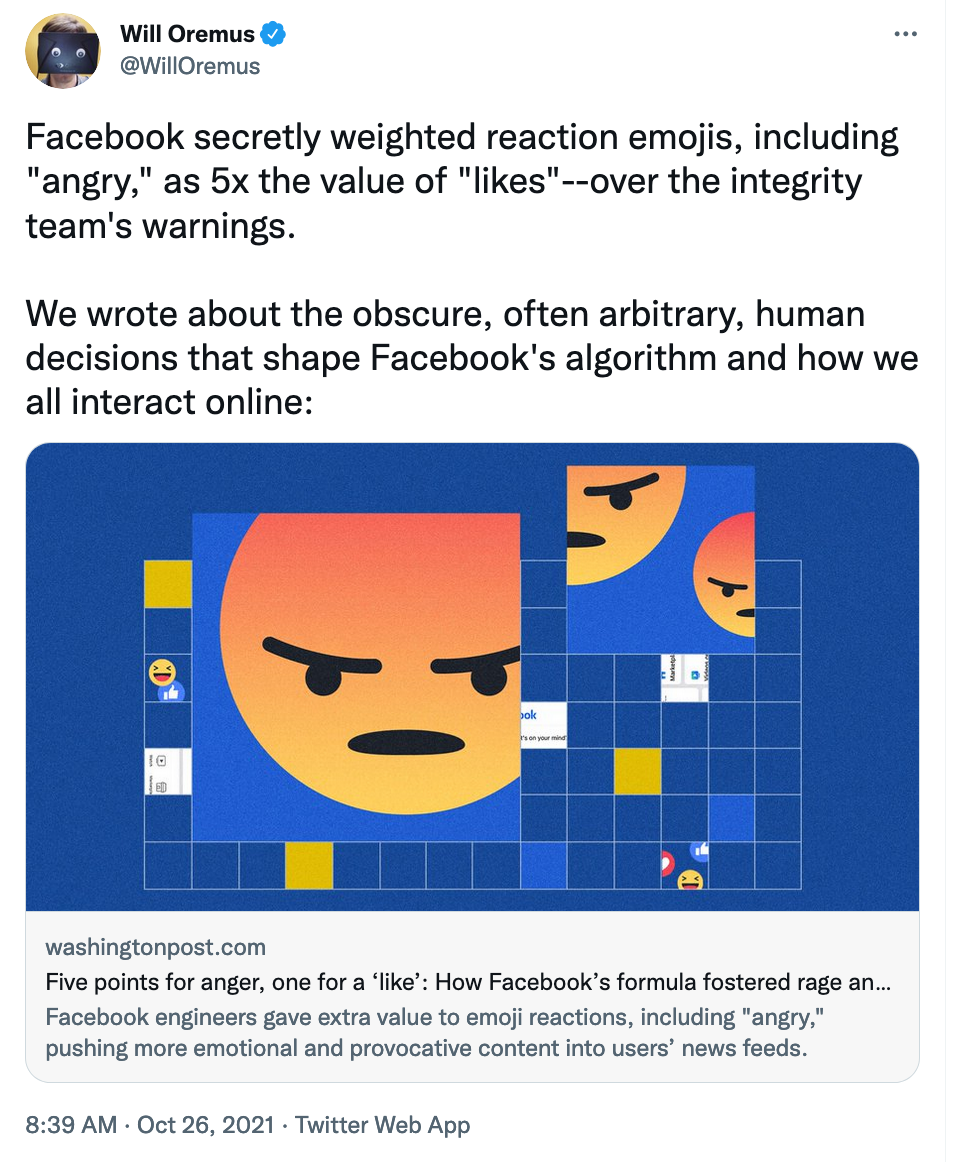 Will Oremus
@WillOremus
Facebook secretly weighted reaction emojis, including
"angry," as 5x the value of "likes"--over the integrity
team's warnings.
We wrote about the obscure, often arbitrary, human
decisions that shape Facebook's algorithm and how we
all interact online:
Marketpl
Videos
ook
t's on your mind?
washingtonpost.com
Five points for anger, one for a ‘like’: How Facebook’s formula fostered rage an...
Facebook engineers gave extra value to emoji reactions, including "angry,"
pushing more emotional and provocative content into users’ news feeds.
8:39 AM · Oct 26, 2021 · Twitter Web App